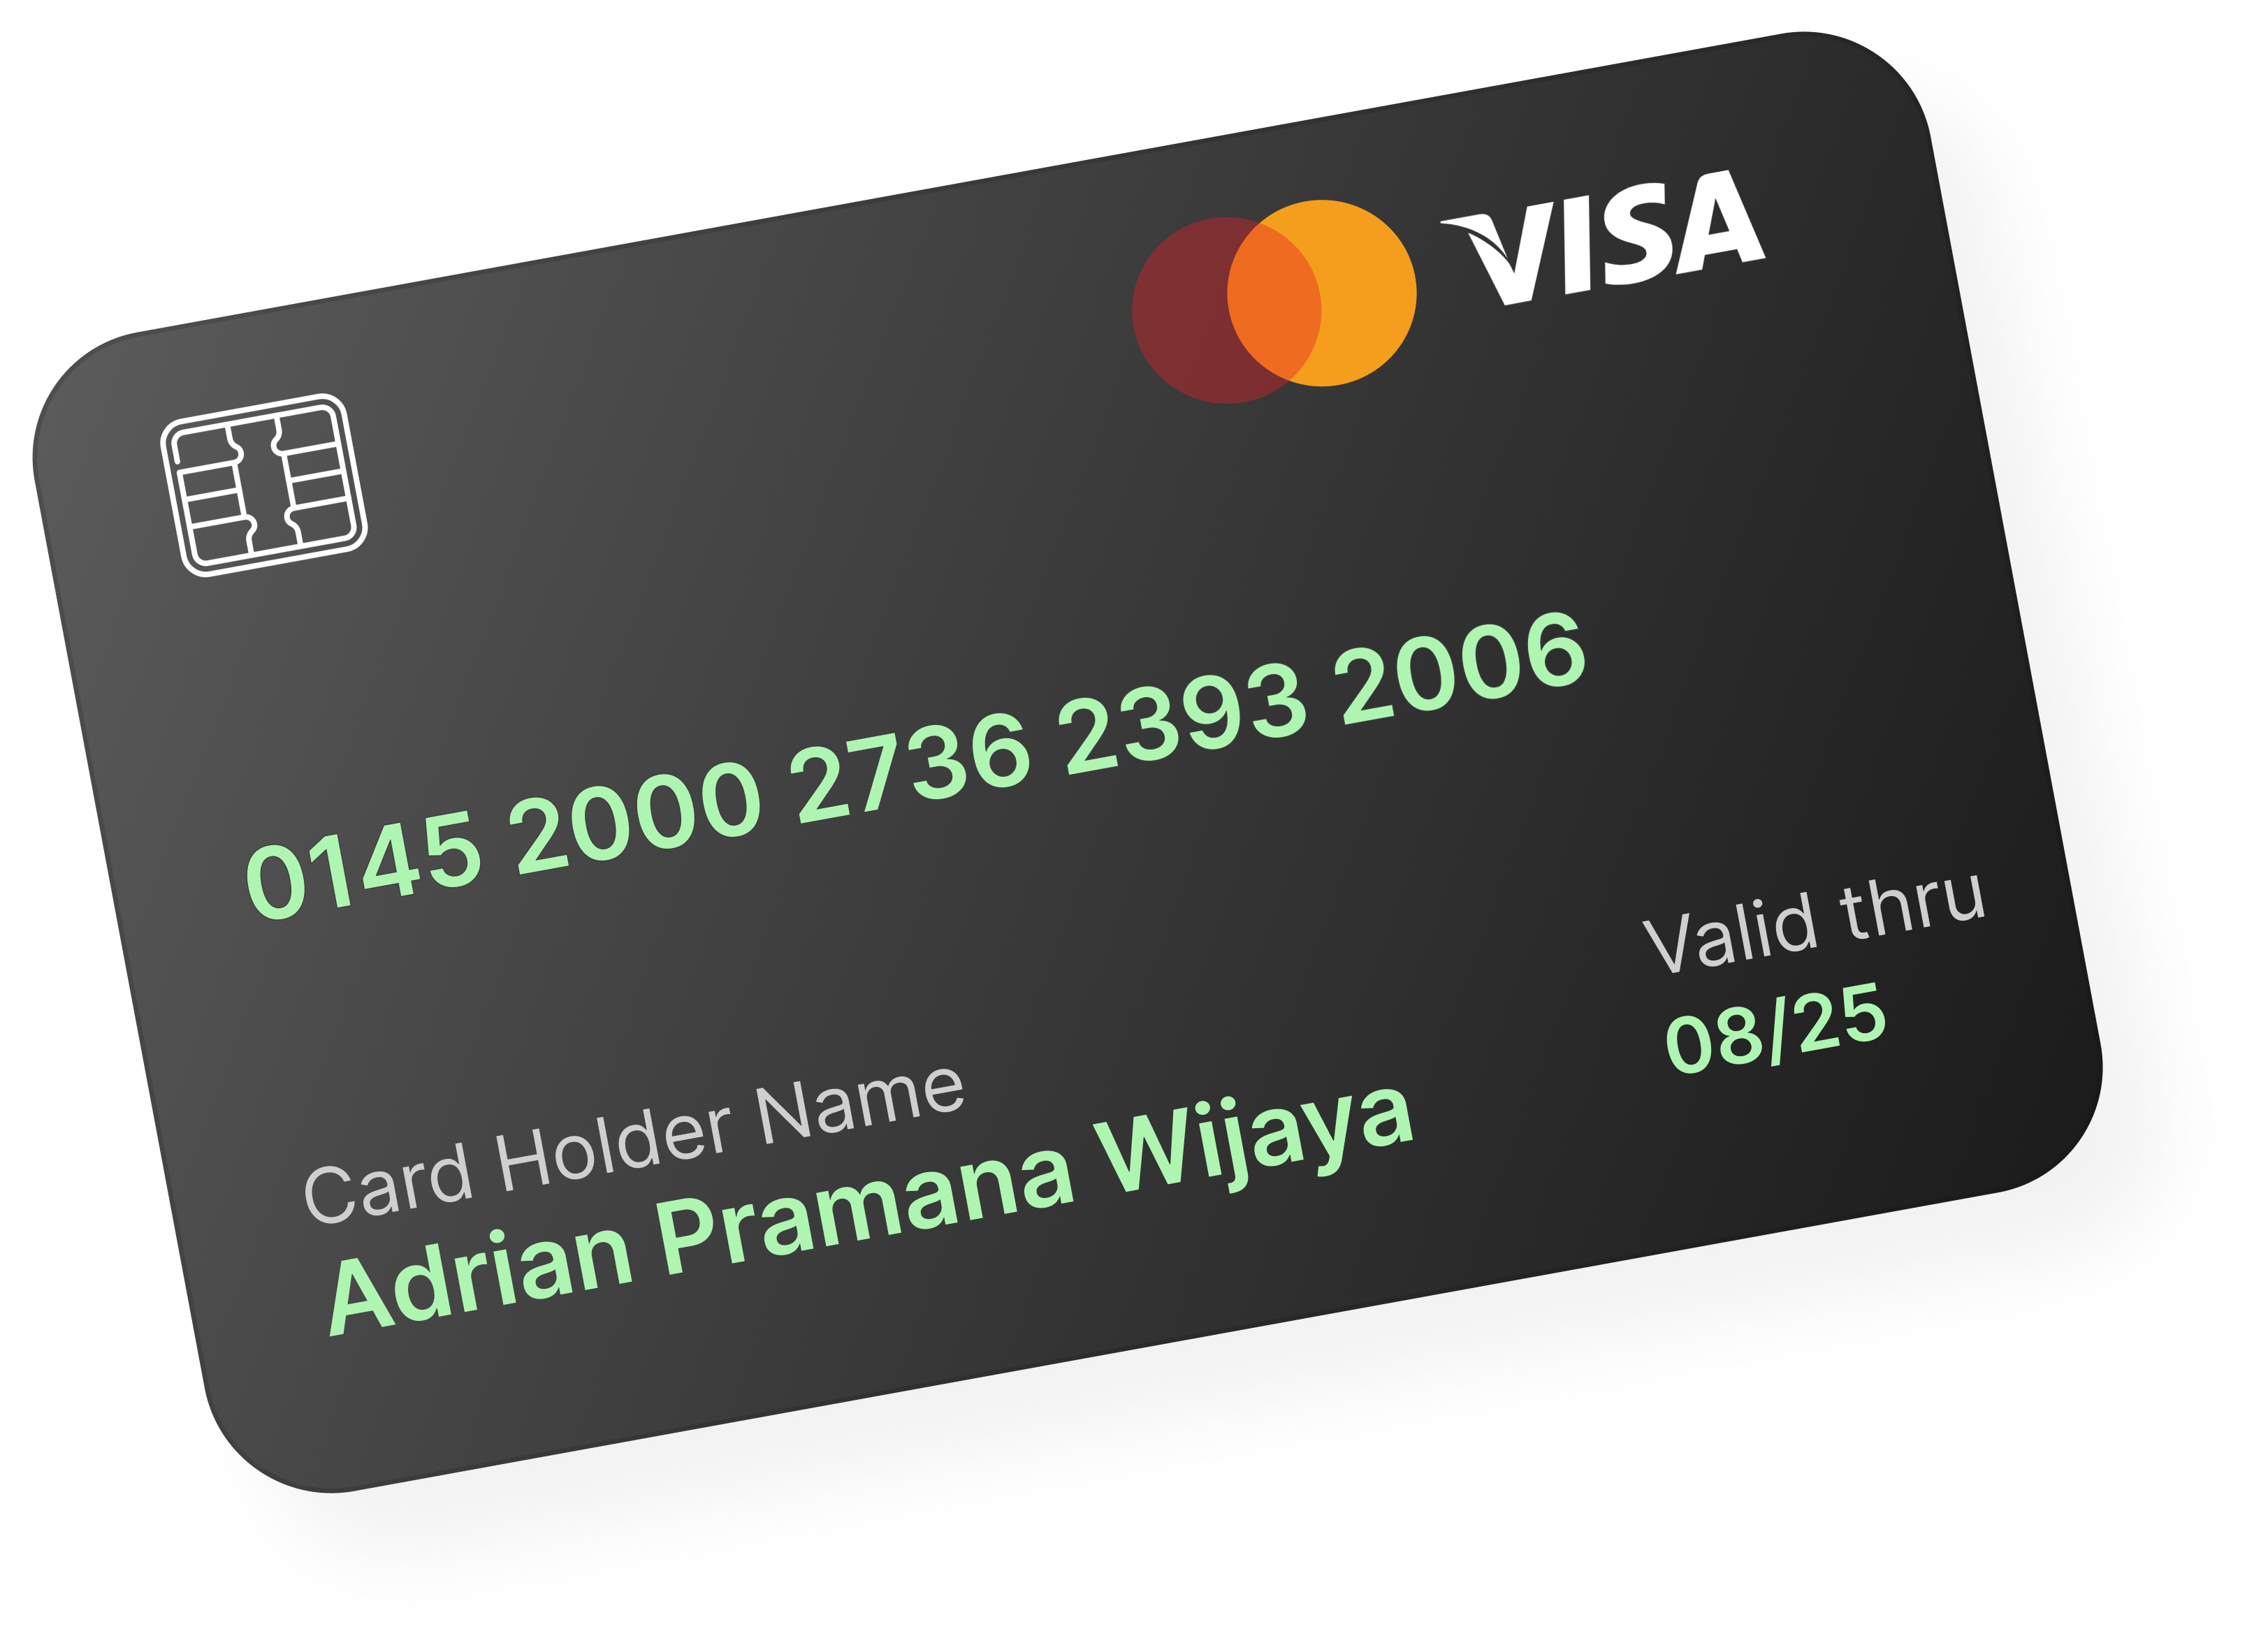 VISA
0145 2000 2736 2393 2006
Valid thru
08/25
Card Holder Name
Adrian Pramana Wijaya